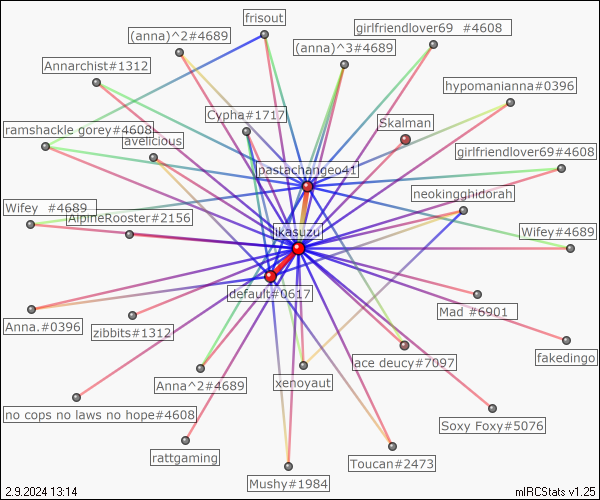 frisout
girlfriendlover69  #4608
(anna)^2#4689
(anna)^3#4689
Annarchist#1312
hypomanianna#0396
Cypha#1717
Skalman
ramshackle gorey#4608
avelicious
girlfriendlover69#4608
pastachangeo41
neokingghidorah
Wifey  #4689
AlpineRooster#2156
ikasuzu
Wifey#4689
default#0617
Anna.#0396
zibbits#1312
Mad #6901
fakedingo
ace deucy#7097
Anna^2#4689
xenoyaut
no cops no laws no hope#4608
Soxy Foxy#5076
rattgaming
Toucan#2473
Mushy#1984
2.9.2024 13:14
mIRCStats v1.25